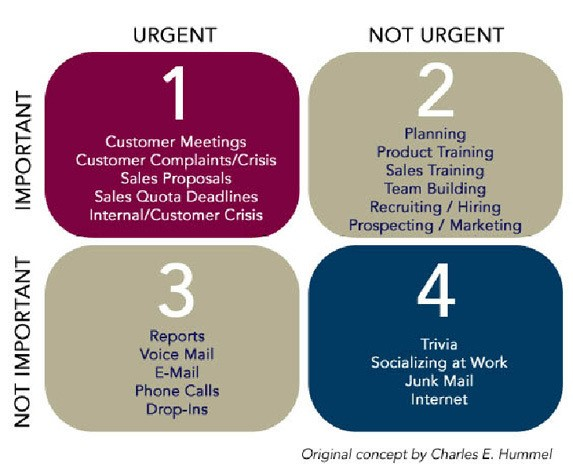 URGENT
NOT URGENT
IMPORTANT
1
Customer Meetings
Customer Complaints/Crisis
Sales Proposals
Sales Quota Deadlines
Internal/Customer Crisis
2
Planning
Product Training
Sales Training
Team Building
Recruiting / Hiring
Prospecting / Marketing
NOT IMPORTANT
3
Reports
Voice Mail
E-Mail
Phone Calls
Drop-Ins
4
Trivia
Socializing at Work
Junk Mail
Internet
Original concept by Charles E. Hummel